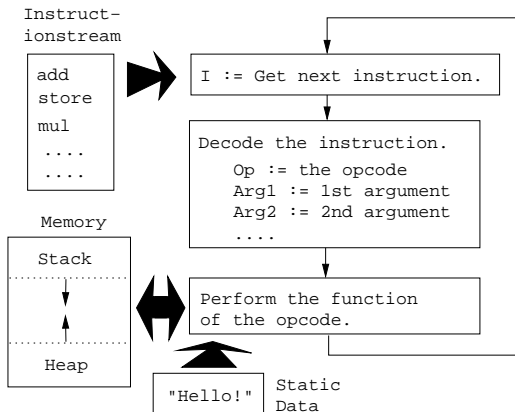 Instruct-
ionstream
add
store
mul
....
....
I := Get next instruction.
Decode the instruction.
Op := the opcode
Arg1 := 1st argument
Arg2 := 2nd argument
....
Memory
Stack
Heap
Perform the function
of the opcode.
"Hello!"
Static
Data